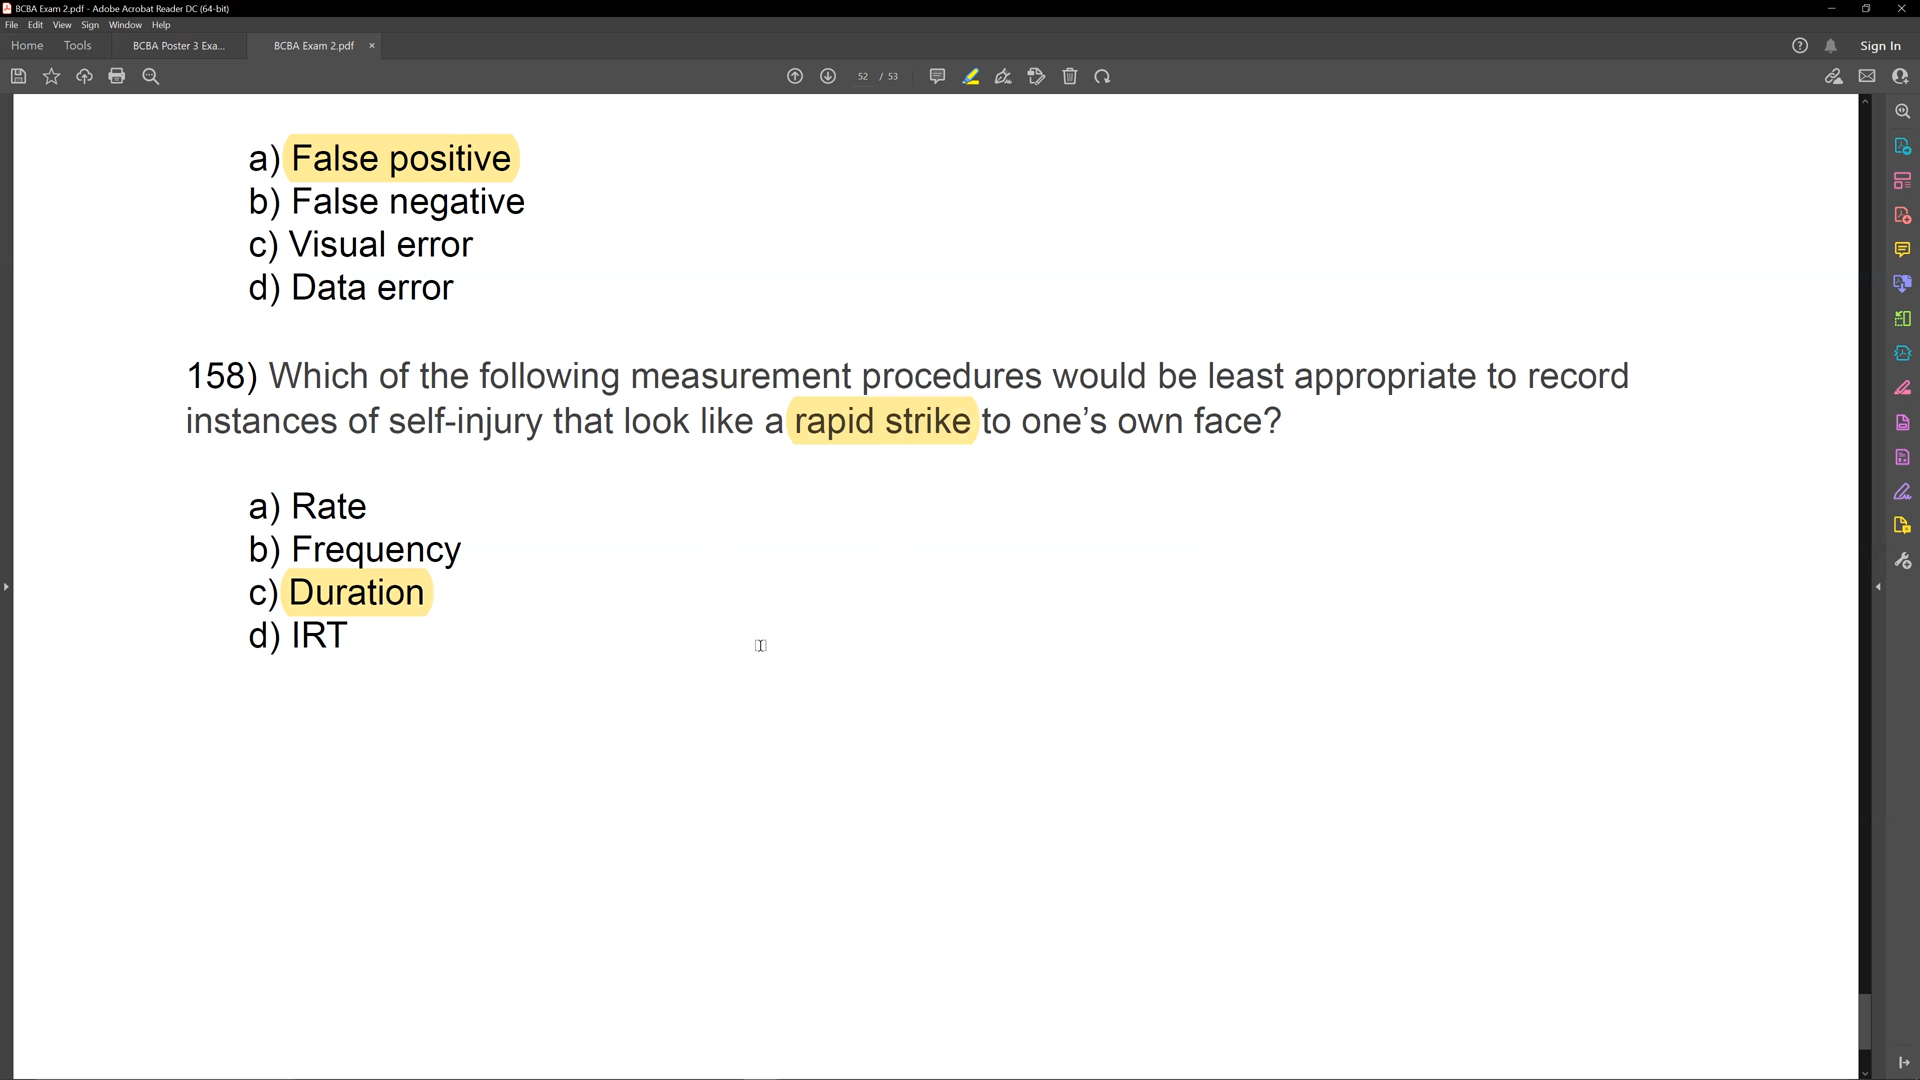 BCBA Exam 2.pdf - Adobe Acrobat Reader DC (64-bit)
File Edit View Sign Window Help
Home Tools BCBA Poster 3 Exa... BCBA Exam 2.pdf × Sign In
52 / 53
a) False positive
b) False negative
c) Visual error
d) Data error
158) Which of the following measurement procedures would be least appropriate to record
instances of self-injury that look like a rapid strike to one’s own face?
a) Rate
b) Frequency
c) Duration
d) IRT